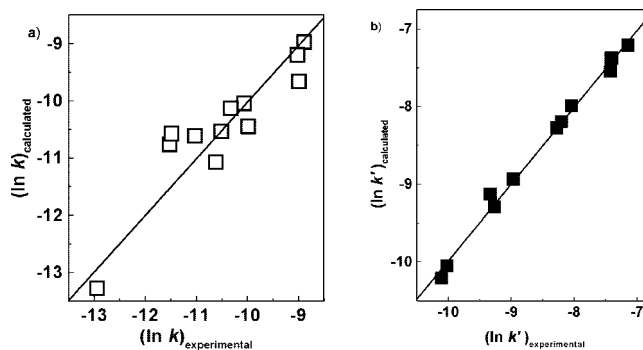 a)
-9
-10
-11
-12
-13
(ln k)calculated
-13 -12 -11 -10 -9
(ln k)experimental
b)
-7
-8
-9
-10
(ln k')calculated
-10 -9 -8 -7
(ln k')experimental